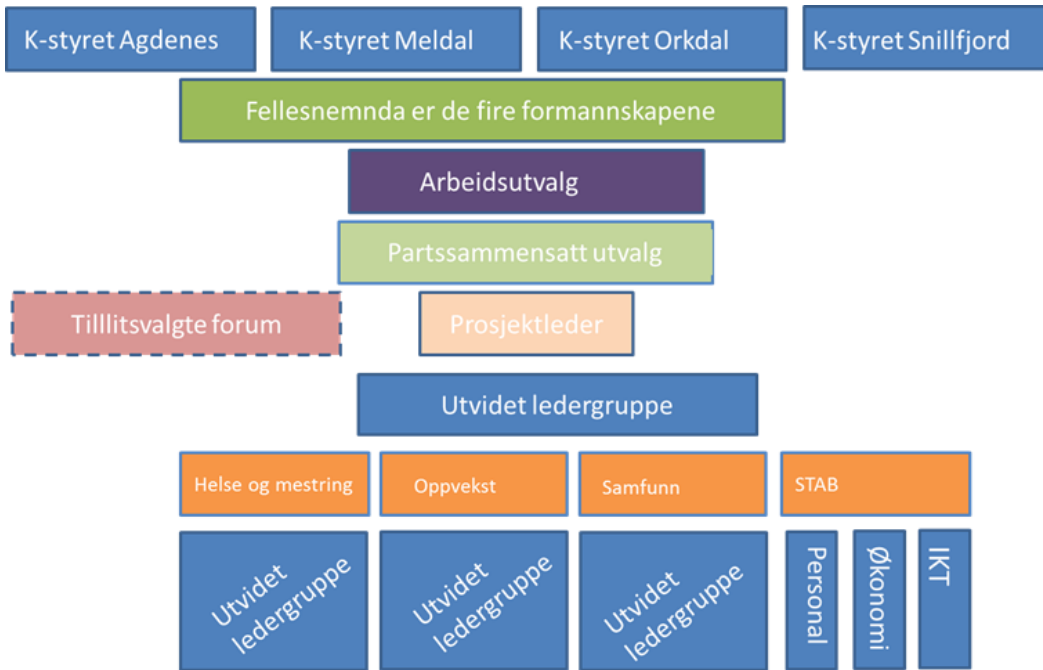 K-styret Agdenes
K-styret Meldal
K-styret Orkdal
K-styret Snillfjord
Fellesnemnda er de fire formannskapene
Arbeidsutvalg
Partssammensatt utvalg
Tilllitsvalgte forum
Prosjektleder
Utvidet ledergruppe
Helse og mestring
Oppvekst
Samfunn
STAB
Utvidet
ledergruppe
Utvidet
ledergruppe
Utvidet
ledergruppe
Personal
Økonomi
IKT